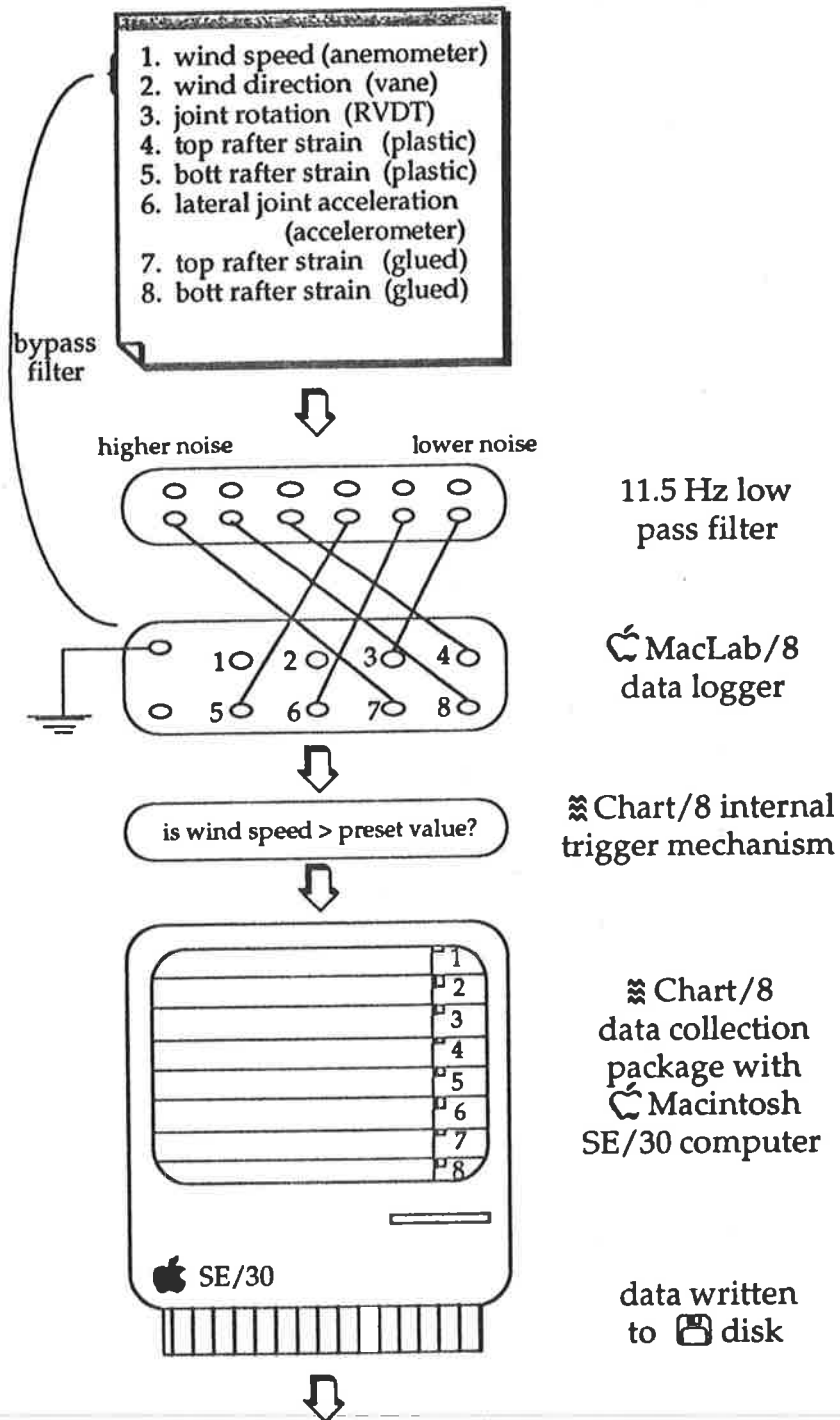 1. wind speed (anemometer)
2. wind direction (vane)
3. joint rotation (RVDT)
4. top rafter strain (plastic)
5. bott rafter strain (plastic)
6. lateral joint acceleration
(accelerometer)
7. top rafter strain (glued)
8. bott rafter strain (glued)
bypass
filter
higher noise
lower noise
11.5 Hz low
pass filter
1
2
3
4
5
6
7
8
MacLab/8
data logger
is wind speed > preset value?
Chart/8 internal
trigger mechanism
1
2
3
4
5
6
7
8
Chart/8
data collection
package with
Macintosh
SE/30 computer
SE/30
data written
to disk